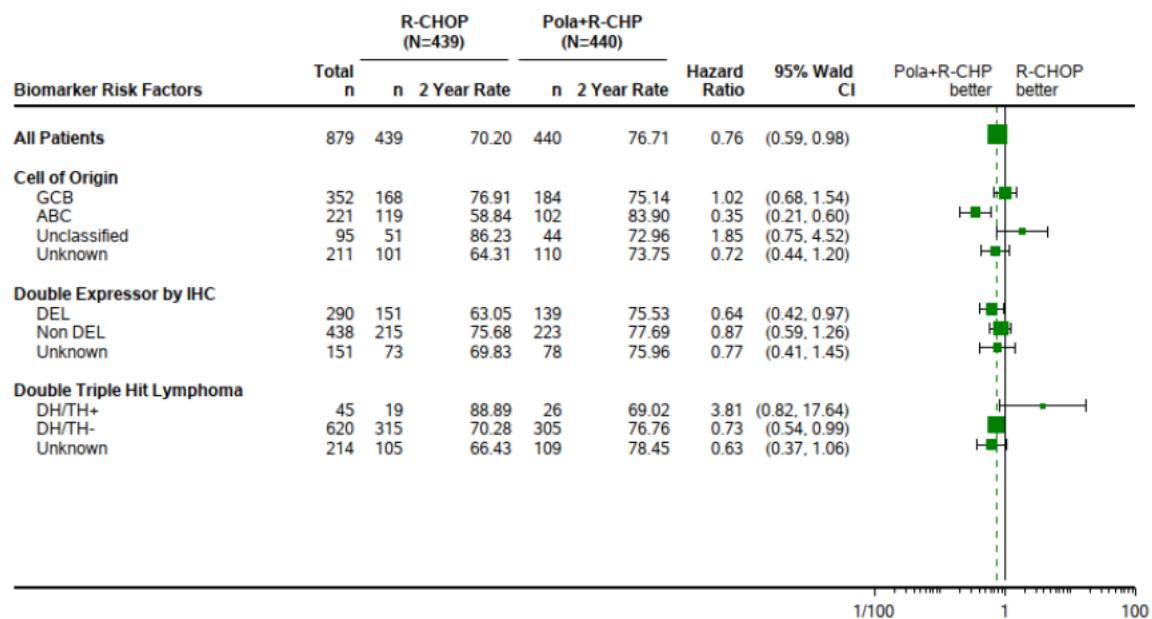 R-CHOP Pola+R-CHP
(N=439) (N=440)
Total Hazard 95% Wald Pola+R-CHP R-CHOP
Biomarker Risk Factors n n 2 Year Rate n 2 Year Rate Ratio CI better better
All Patients 879 439 70.20 440 76.71 0.76 (0.59, 0.98)
Cell of Origin
GCB 352 168 76.91 184 75.14 1.02 (0.68, 1.54)
ABC 221 119 58.84 102 83.90 0.35 (0.21, 0.60)
Unclassified 95 51 86.23 44 72.96 1.85 (0.75, 4.52)
Unknown 211 101 64.31 110 73.75 0.72 (0.44, 1.20)
Double Expressor by IHC
DEL 290 151 63.05 139 75.53 0.64 (0.42, 0.97)
Non DEL 438 215 75.68 223 77.69 0.87 (0.59, 1.26)
Unknown 151 73 69.83 78 75.96 0.77 (0.41, 1.45)
Double Triple Hit Lymphoma
DH/TH+ 45 19 88.89 26 69.02 3.81 (0.82, 17.64)
DH/TH- 620 315 70.28 305 76.76 0.73 (0.54, 0.99)
Unknown 214 105 66.43 109 78.45 0.63 (0.37, 1.06)
1/100 1 100